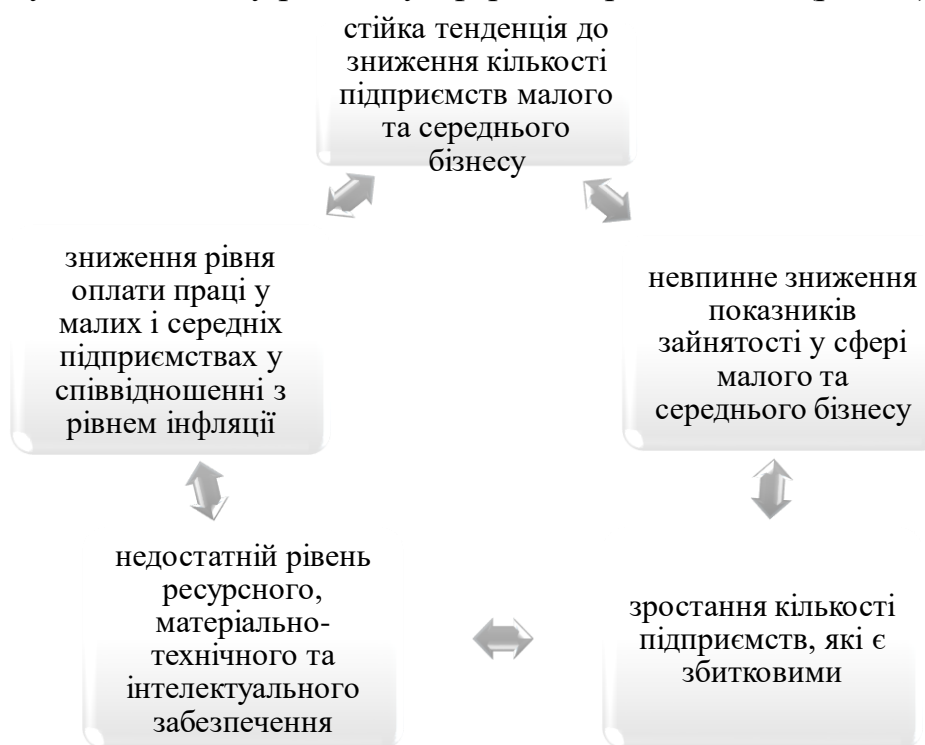 стійка тенденція до
зниження кількості
підприємств малого
та середнього
бізнесу
зниження рівня
оплати праці у
малих і середніх
підприємствах у
співвідношенні з
рівнем інфляції
невпинне зниження
показників
зайнятості у сфері
малого та
середнього бізнесу
недостатній рівень
ресурсного,
матеріально-
технічного та
інтелектуального
забезпечення
зростання кількості
підприємств, які є
збитковими